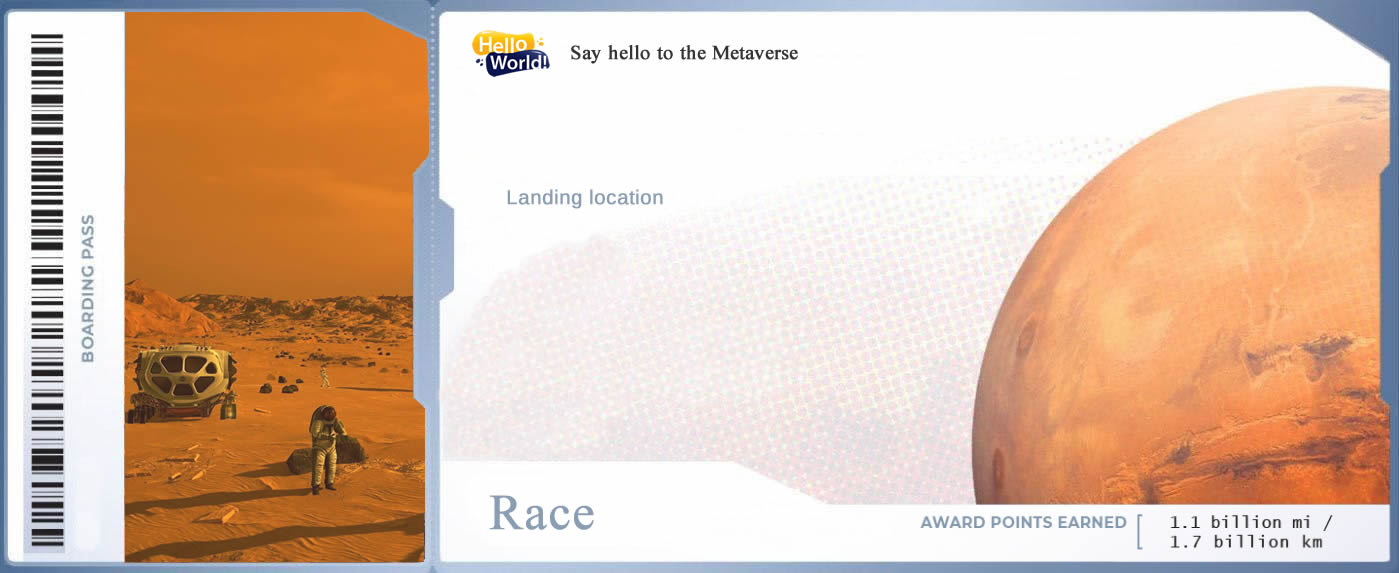 BOARDING PASS
Hello
World!
Say hello to the Metaverse
Landing location
Race
AWARD POINTS EARNED
1.1 billion mi /
1.7 billion km